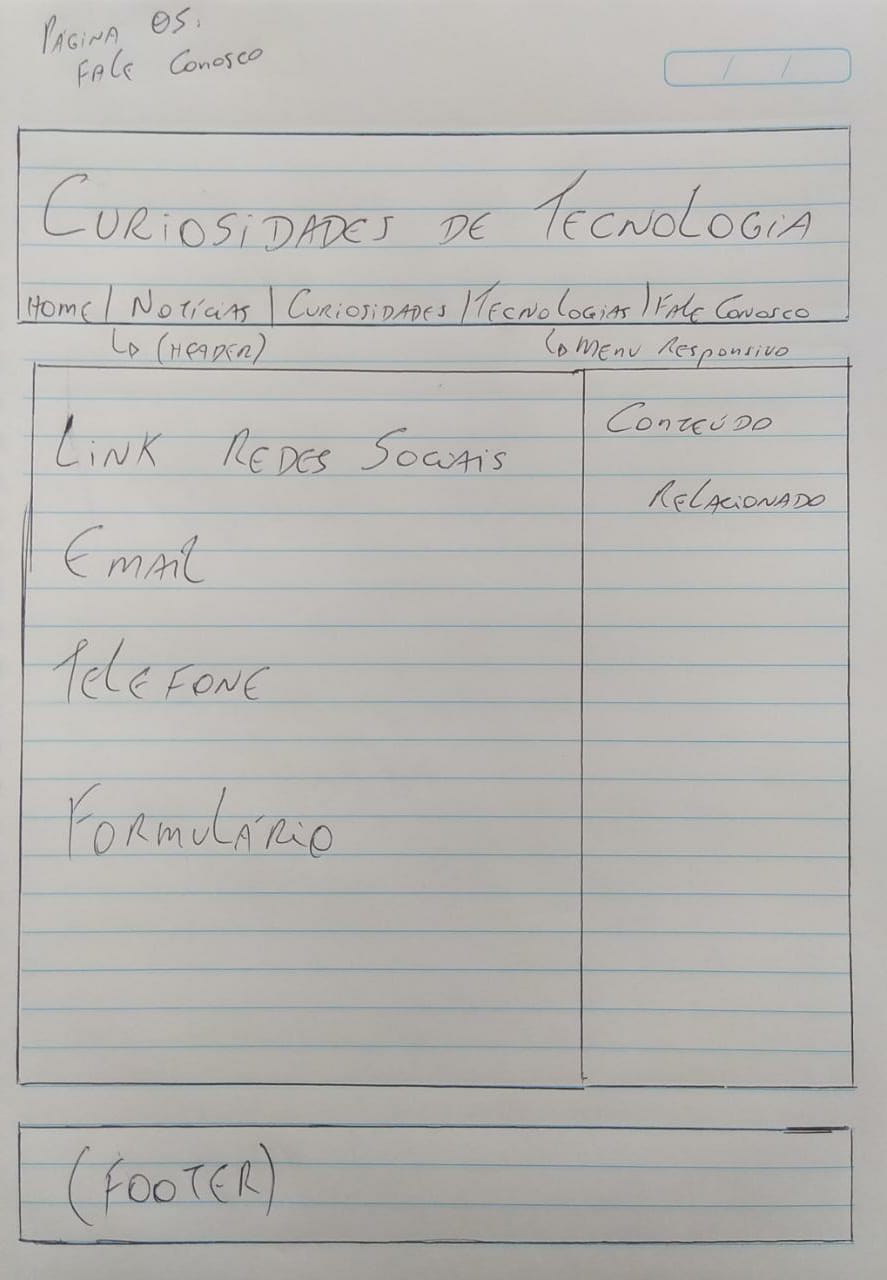 PÁGINA 05.
FALE CONOSCO
/ /
CURIOSIDADES DE TECNOLOGIA
HOME | NOTÍCIAS | CURIOSIDADES | TECNOLOGIAS | FALE CONOSCO
↳ (HEADER) ↳ MENU RESPONSIVO
LINK REDES SOCIAIS
EMAIL
TELEFONE
FORMULÁRIO
CONTEÚDO
RELACIONADO
(FOOTER)